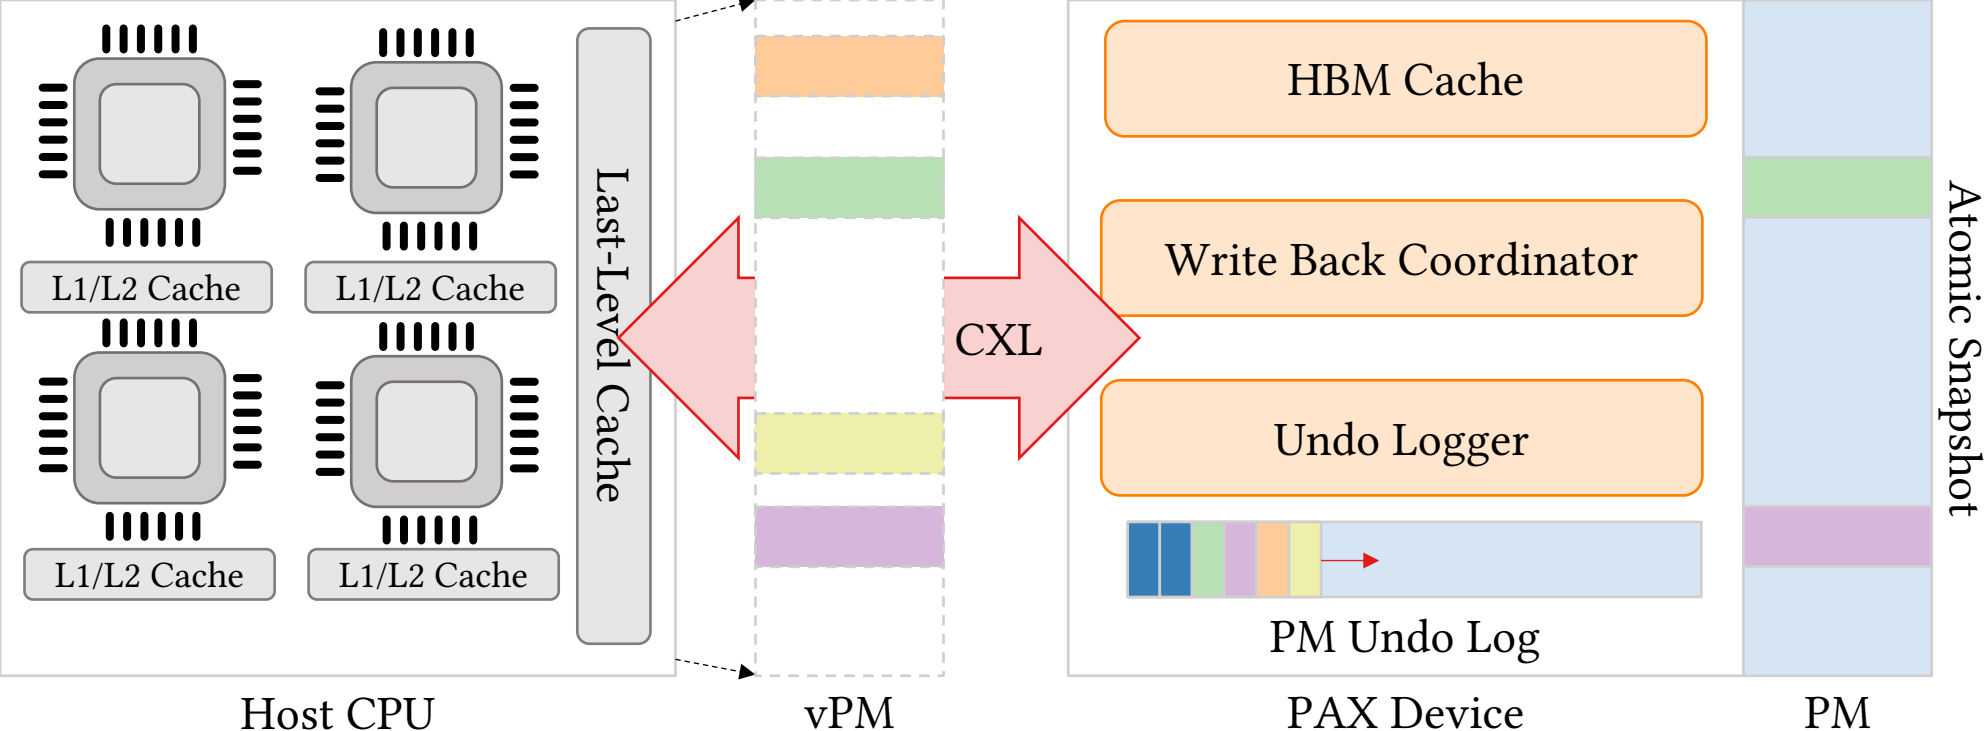 L1/L2 Cache
L1/L2 Cache
L1/L2 Cache
L1/L2 Cache
Last-Level Cache
Host CPU
vPM
CXL
HBM Cache
Write Back Coordinator
Undo Logger
PM Undo Log
PAX Device
PM
Atomic Snapshot